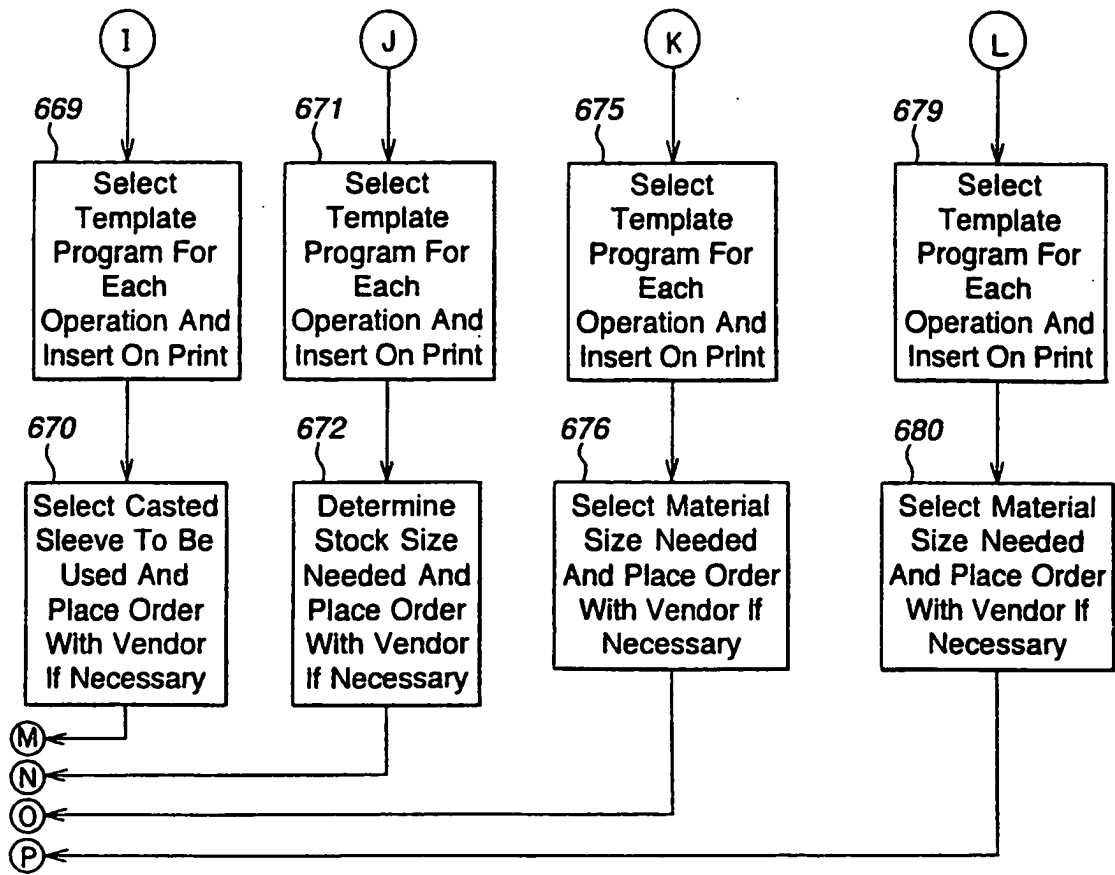 I
J
K
L
669
Select
Template
Program For
Each
Operation And
Insert On Print
671
Select
Template
Program For
Each
Operation And
Insert On Print
675
Select
Template
Program For
Each
Operation And
Insert On Print
679
Select
Template
Program For
Each
Operation And
Insert On Print
670
Select Casted
Sleeve To Be
Used And
Place Order
With Vendor
If Necessary
672
Determine
Stock Size
Needed And
Place Order
With Vendor
If Necessary
676
Select Material
Size Needed
And Place Order
With Vendor If
Necessary
680
Select Material
Size Needed
And Place Order
With Vendor If
Necessary
M
N
O
P